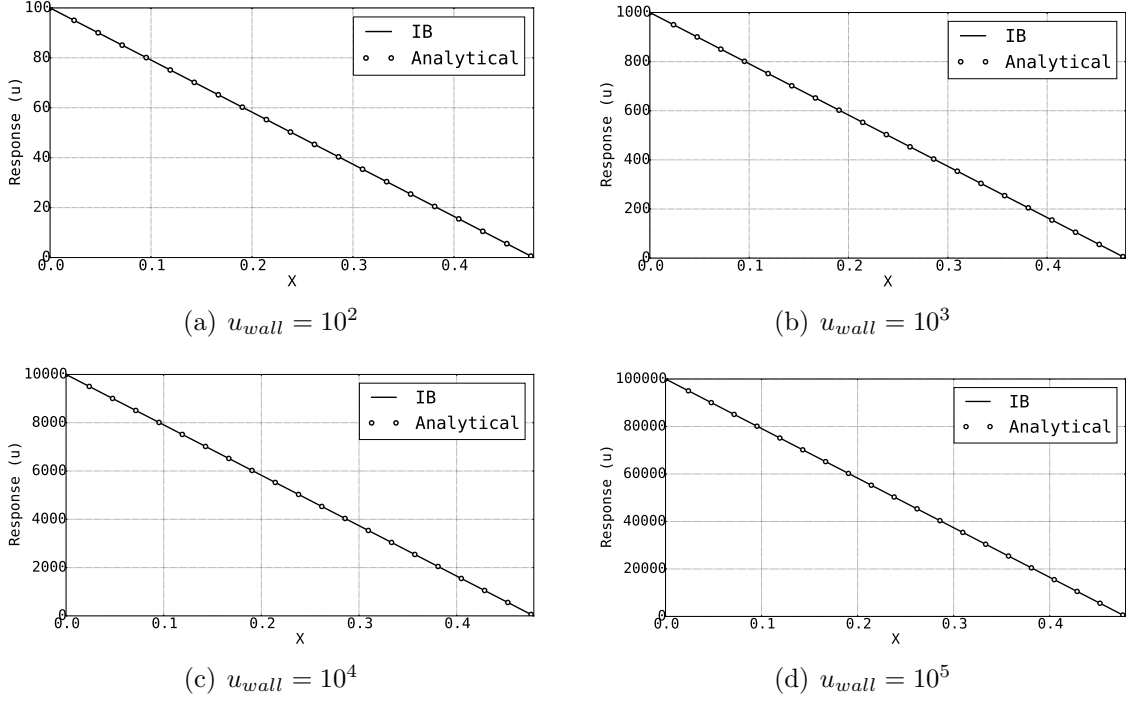 100
80
60
40
20
0
Response (u)
IB
Analytical
0.0 0.1 0.2 0.3 0.4
X
(a) u_wall = 10^2
1000
800
600
400
200
0
Response (u)
IB
Analytical
0.0 0.1 0.2 0.3 0.4
X
(b) u_wall = 10^3
10000
8000
6000
4000
2000
0
Response (u)
IB
Analytical
0.0 0.1 0.2 0.3 0.4
X
(c) u_wall = 10^4
100000
80000
60000
40000
20000
0
Response (u)
IB
Analytical
0.0 0.1 0.2 0.3 0.4
X
(d) u_wall = 10^5